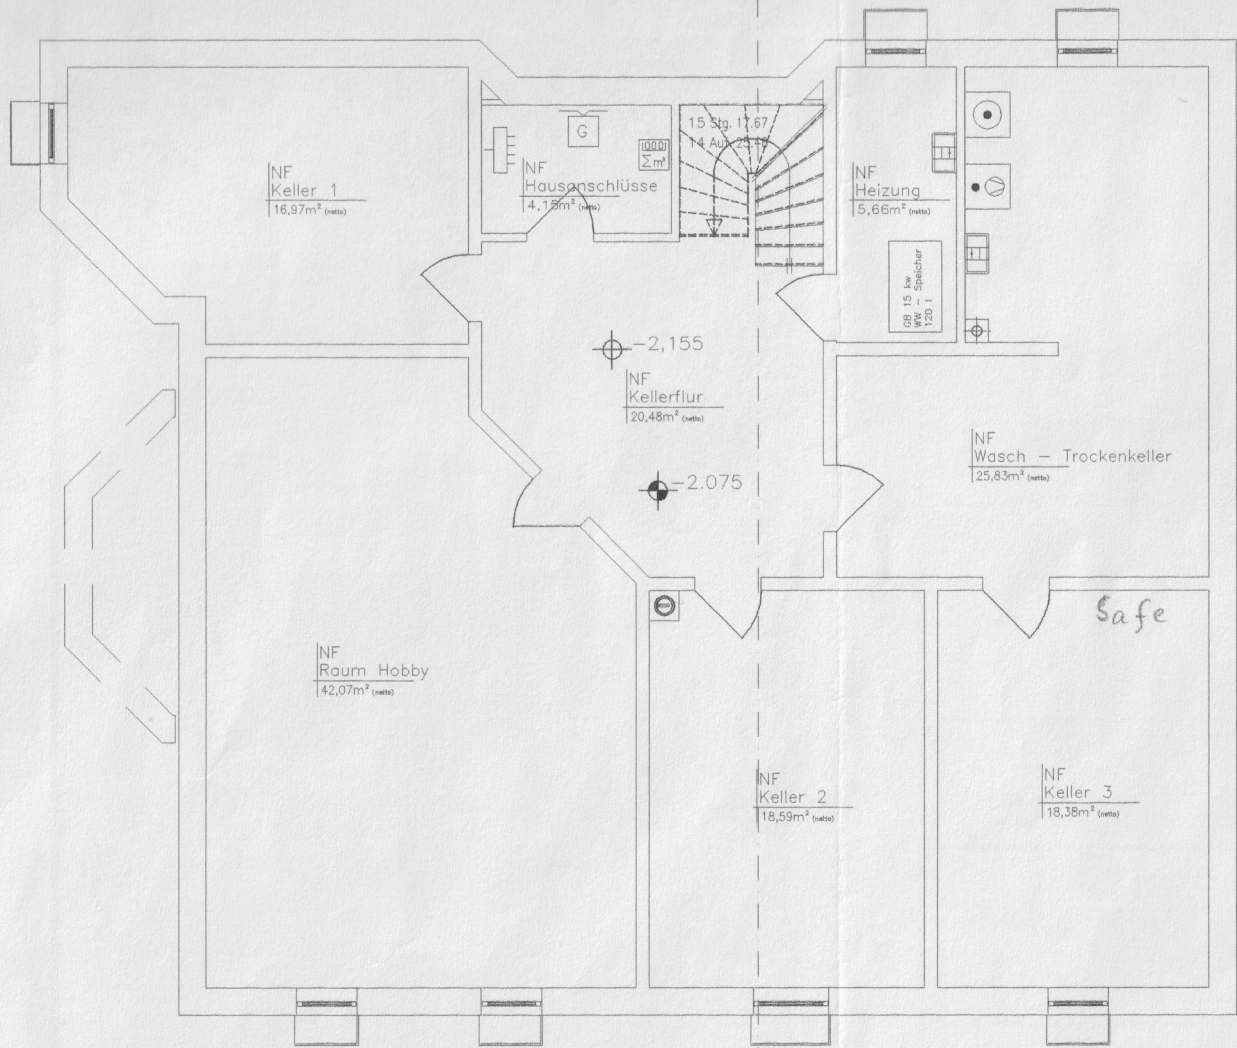 15 Stg. 17.67
14 Auf. 25.46
G
0001
Σm³
NF
Keller 1
16,97m² (netto)
NF
Hausanschlüsse
4,15m² (netto)
NF
Heizung
5,66m² (netto)
GB 15 kw
WW - Speicher
120 l
-2,155
NF
Kellerflur
20,48m² (netto)
NF
Wasch - Trockenkeller
25,83m² (netto)
-2.075
Safe
NF
Raum Hobby
42,07m² (netto)
NF
Keller 2
18,59m² (netto)
NF
Keller 3
18,38m² (netto)